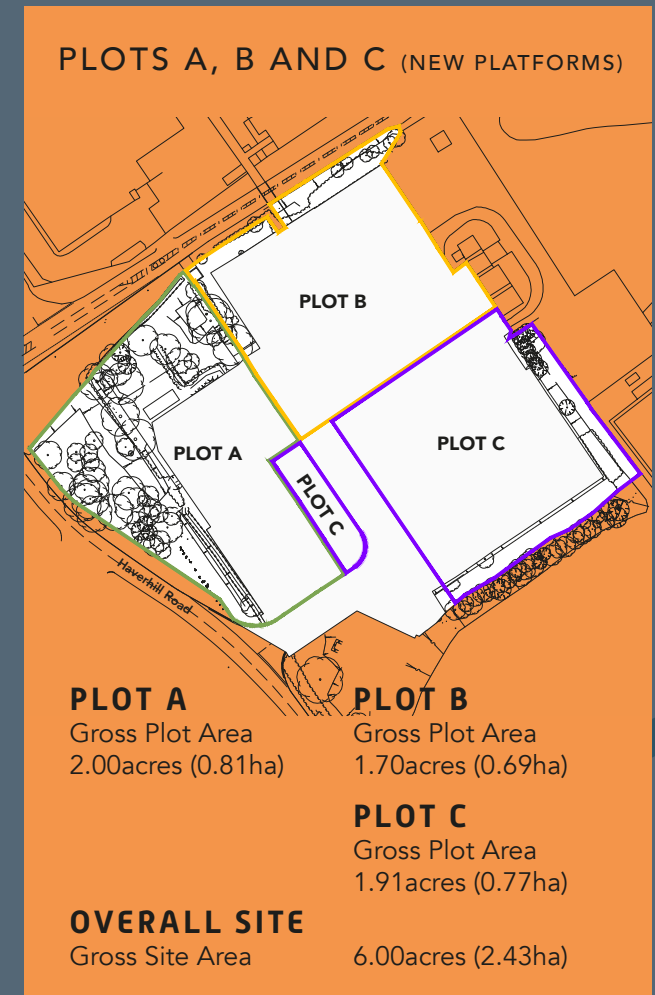 PLOTS A, B AND C (NEW PLATFORMS)
PLOT B
PLOT A
PLOT C
PLOT C
Haverhill Road
PLOT A
Gross Plot Area
2.00acres (0.81ha)
PLOT B
Gross Plot Area
1.70acres (0.69ha)
PLOT C
Gross Plot Area
1.91acres (0.77ha)
OVERALL SITE
Gross Site Area 6.00acres (2.43ha)